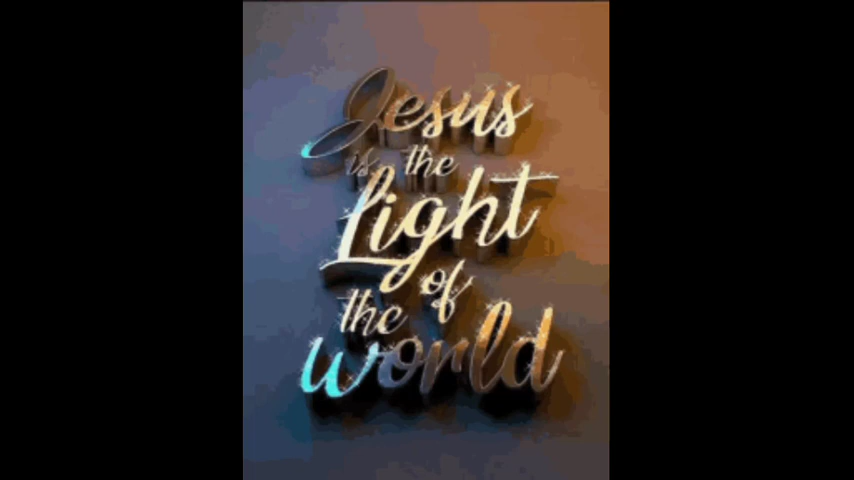 Jesus
is the
Light
of
the
world